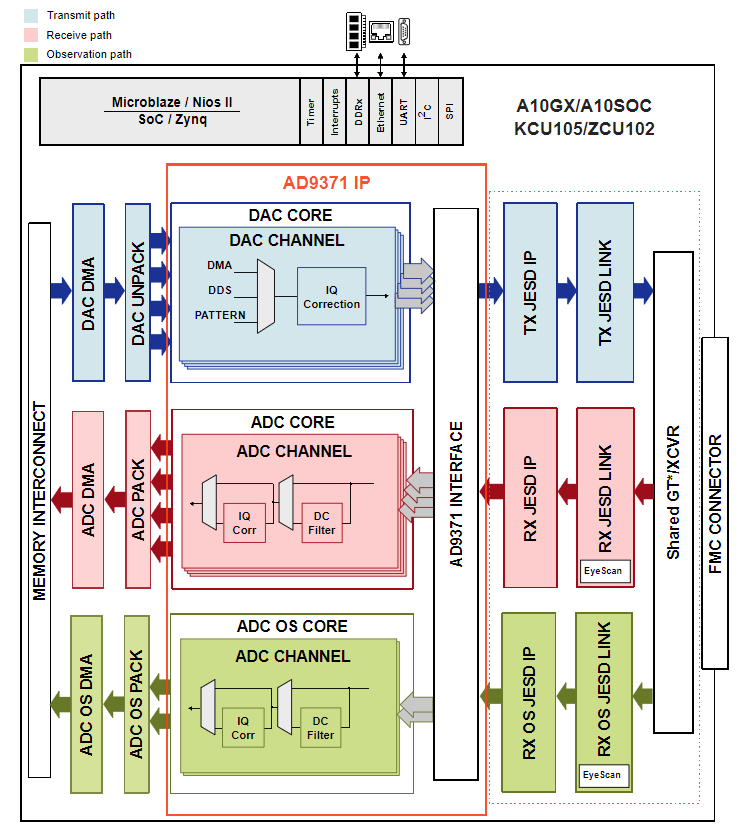 Transmit path
Receive path
Observation path
Microblaze / Nios II
SoC / Zynq
Timer
Interrupts
DDRx
Ethernet
UART
I2C
SPI
A10GX/A10SOC
KCU105/ZCU102
AD9371 IP
MEMORY INTERCONNECT
DAC DMA
DAC UNPACK
DAC CORE
DAC CHANNEL
DMA
DDS
PATTERN
IQ
Correction
AD9371 INTERFACE
TX JESD IP
TX JESD LINK
Shared GT*/XCVR
FMC CONNECTOR
ADC DMA
ADC PACK
ADC CORE
ADC CHANNEL
IQ
Corr
DC
Filter
RX JESD IP
RX JESD LINK
EyeScan
ADC OS DMA
ADC OS PACK
ADC OS CORE
ADC CHANNEL
IQ
Corr
DC
Filter
RX OS JESD IP
RX OS JESD LINK
EyeScan